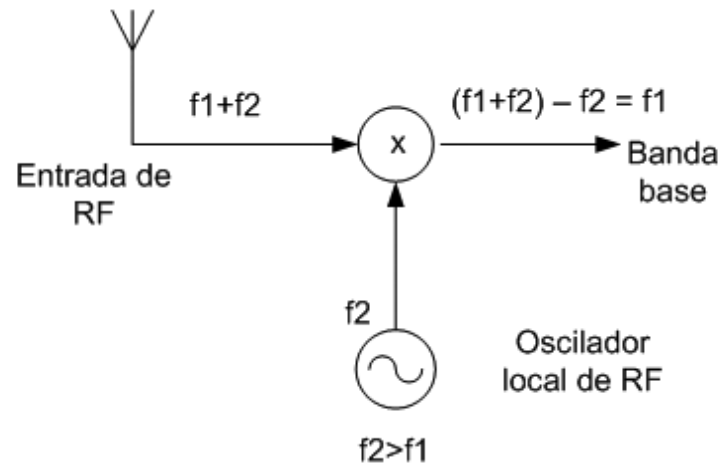 f1+f2
(f1+f2) – f2 = f1
x
Entrada de
RF
Banda
base
f2
Oscilador
local de RF
f2>f1